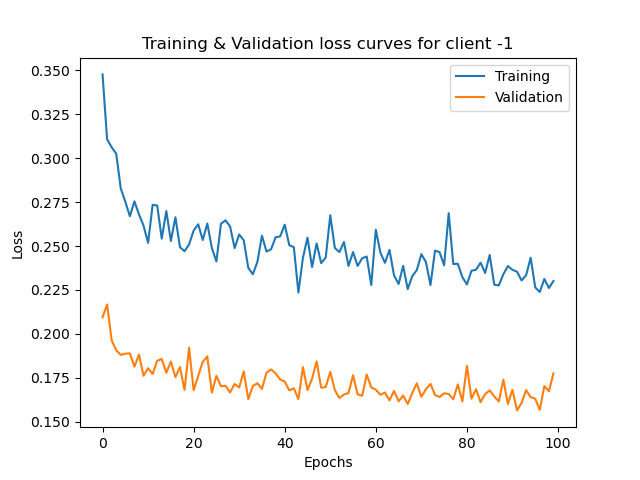 Training & Validation loss curves for client -1
0.350
0.325
0.300
0.275
0.250
0.225
0.200
0.175
0.150
Loss
Training
Validation
0 20 40 60 80 100
Epochs